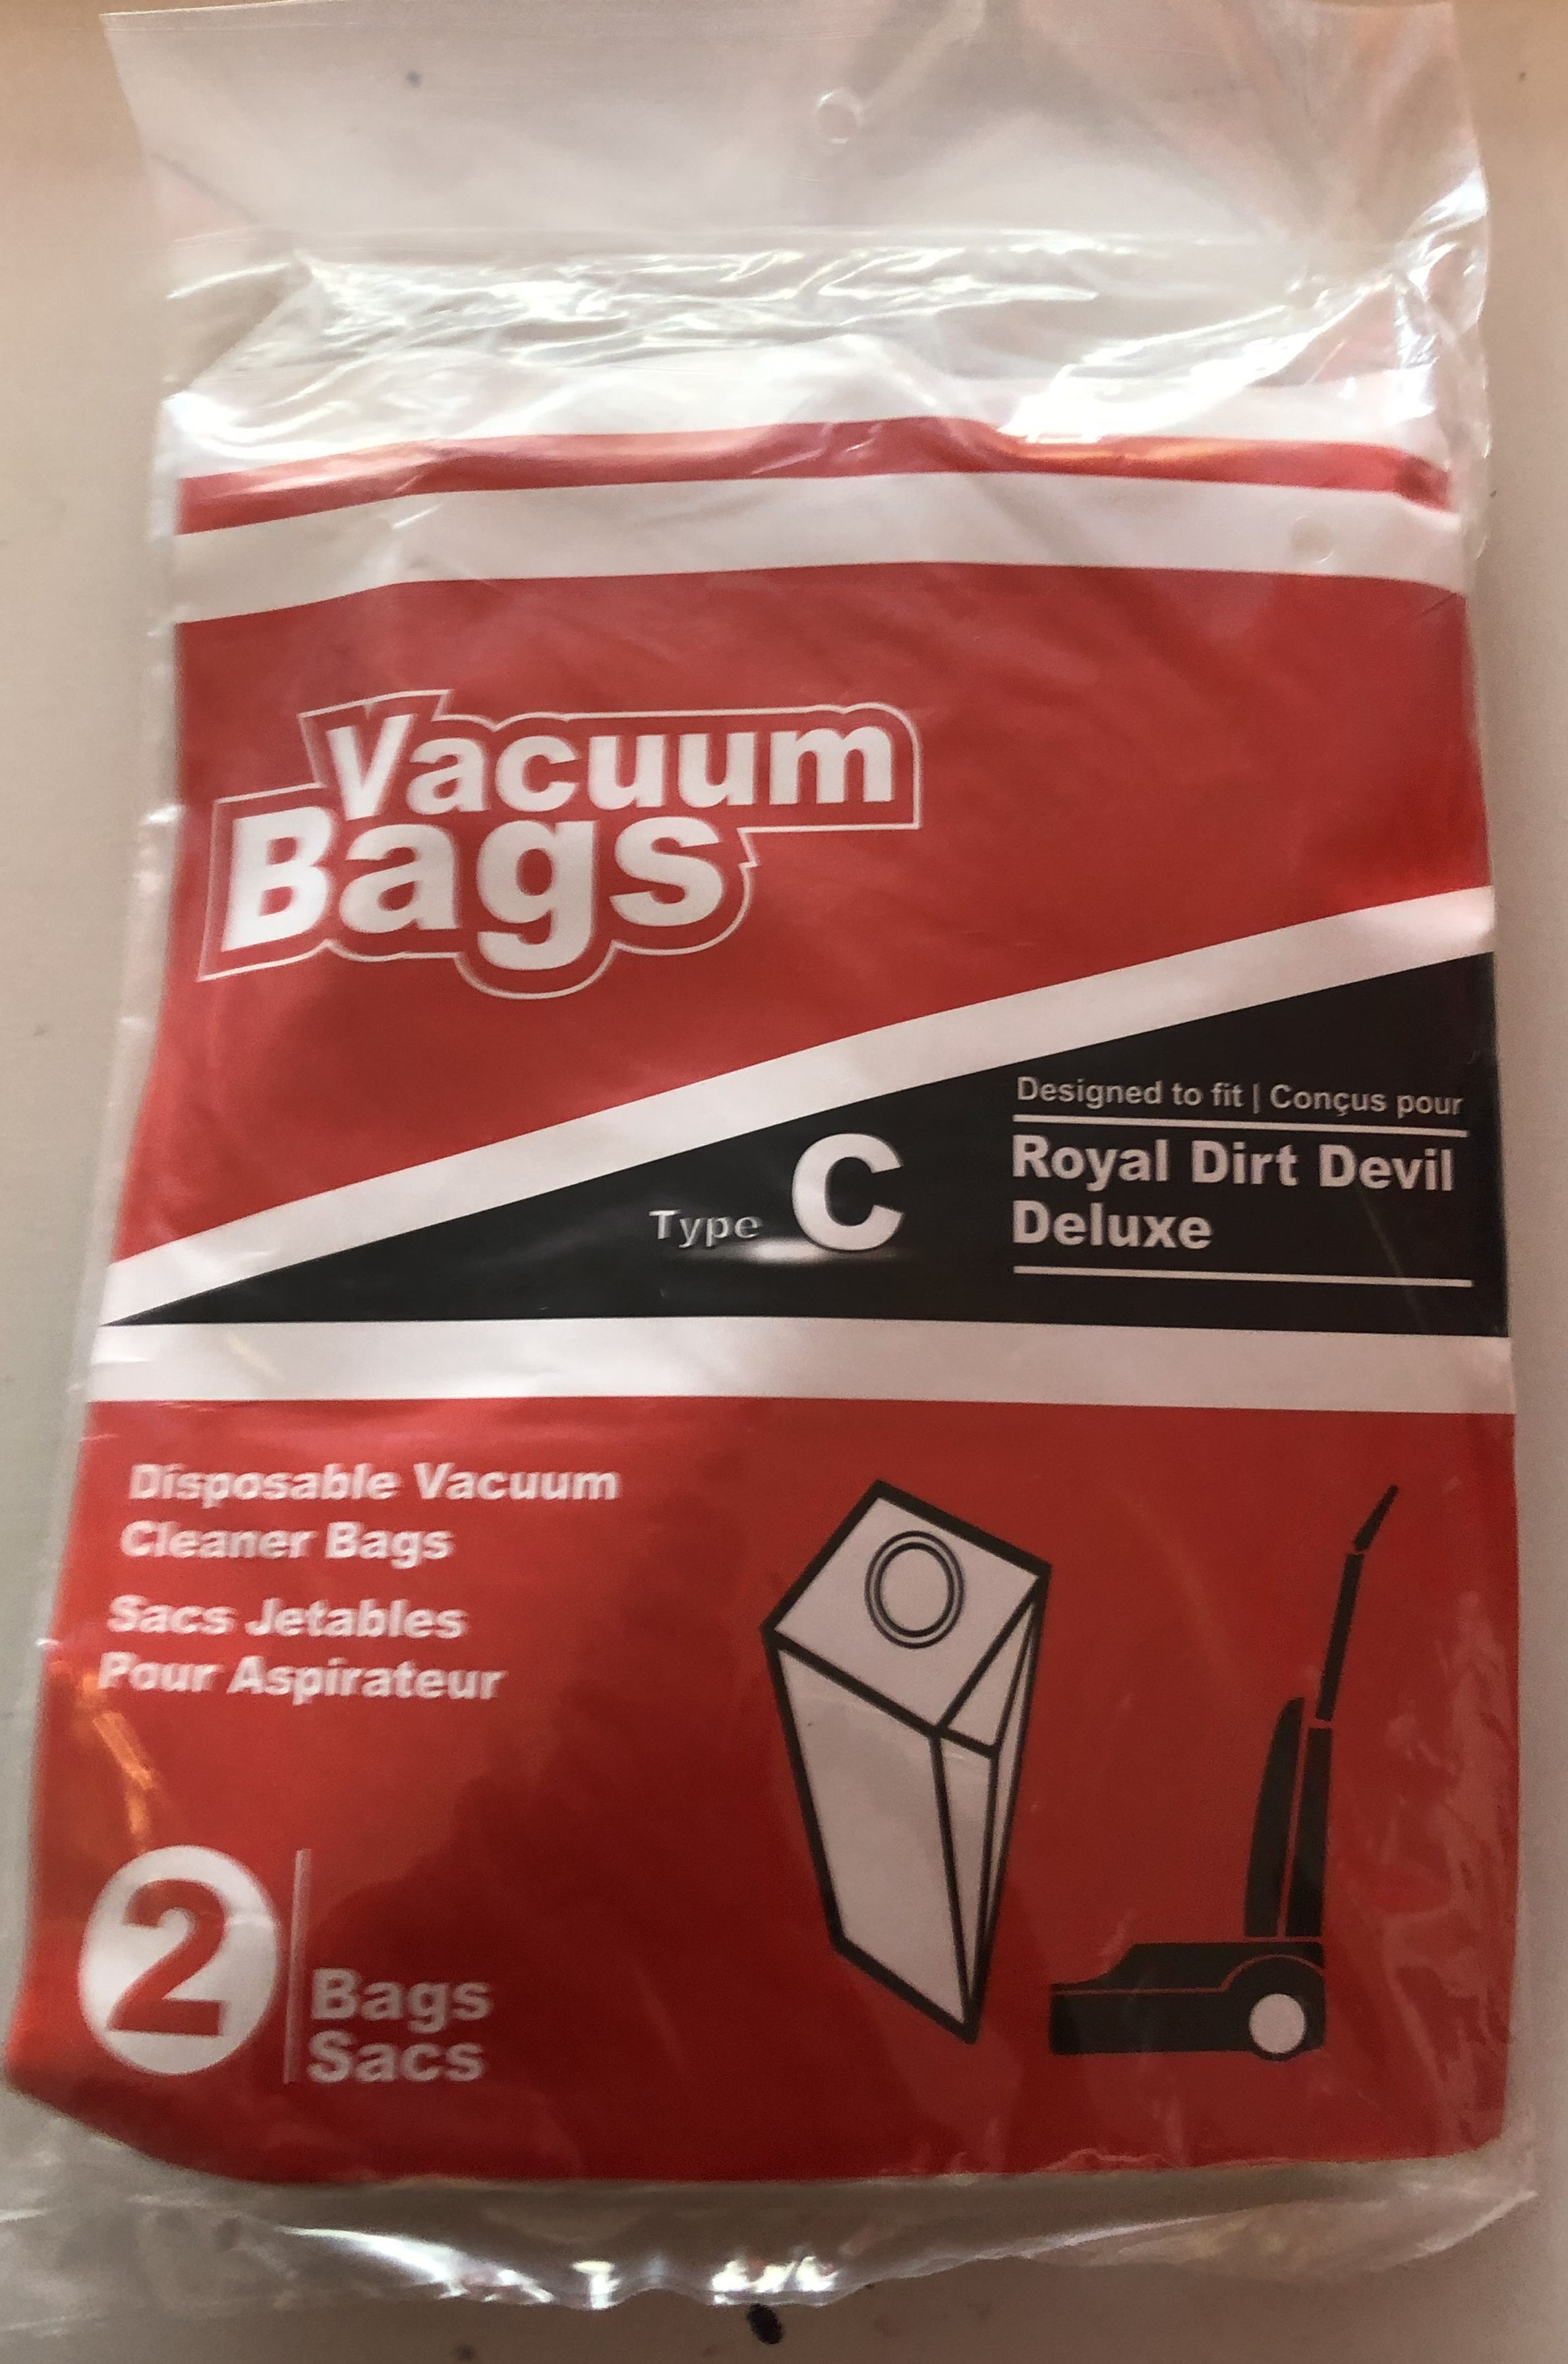 Vacuum
Bags
Designed to fit | Conçus pour
Type C
Royal Dirt Devil
Deluxe
Disposable Vacuum
Cleaner Bags
Sacs Jetables
Pour Aspirateur
2
Bags
Sacs